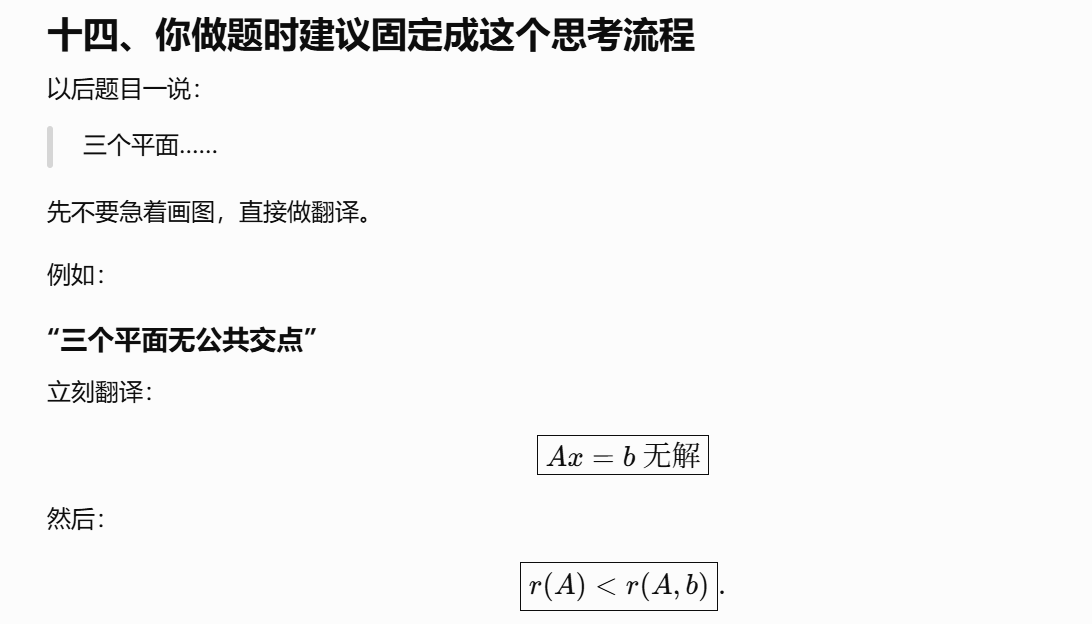 十四、你做题时建议固定成这个思考流程
以后题目一说：
三个平面……
先不要急着画图，直接做翻译。
例如：
“三个平面无公共交点”
立刻翻译：
Ax = b 无解
然后：
r(A) < r(A, b).